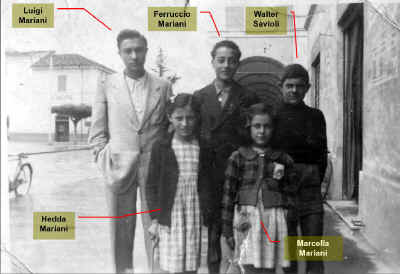 Luigi
Mariani
Ferruccio
Mariani
Walter
Savioli
Hedda
Mariani
Marcella
Mariani